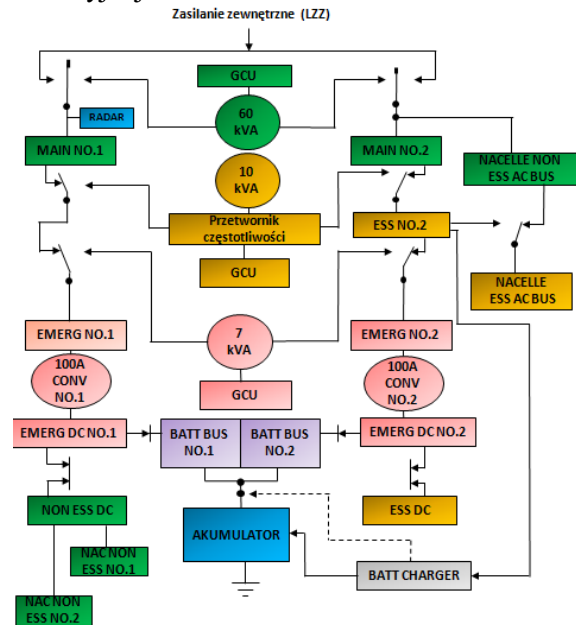 Zasilanie zewnętrzne (LZZ)
GCU
RADAR
60
kVA
MAIN NO.1
MAIN NO.2
10
kVA
NACELLE NON
ESS AC BUS
Przetwornik
częstotliwości
ESS NO.2
GCU
NACELLE
ESS AC BUS
EMERG NO.1
7
kVA
EMERG NO.2
100A
CONV
NO.1
GCU
100A
CONV
NO.2
EMERG DC NO.1
BATT BUS
NO.1
BATT BUS
NO.2
EMERG DC NO.2
NON ESS DC
ESS DC
AKUMULATOR
NAC NON
ESS NO.1
BATT CHARGER
NAC NON
ESS NO.2